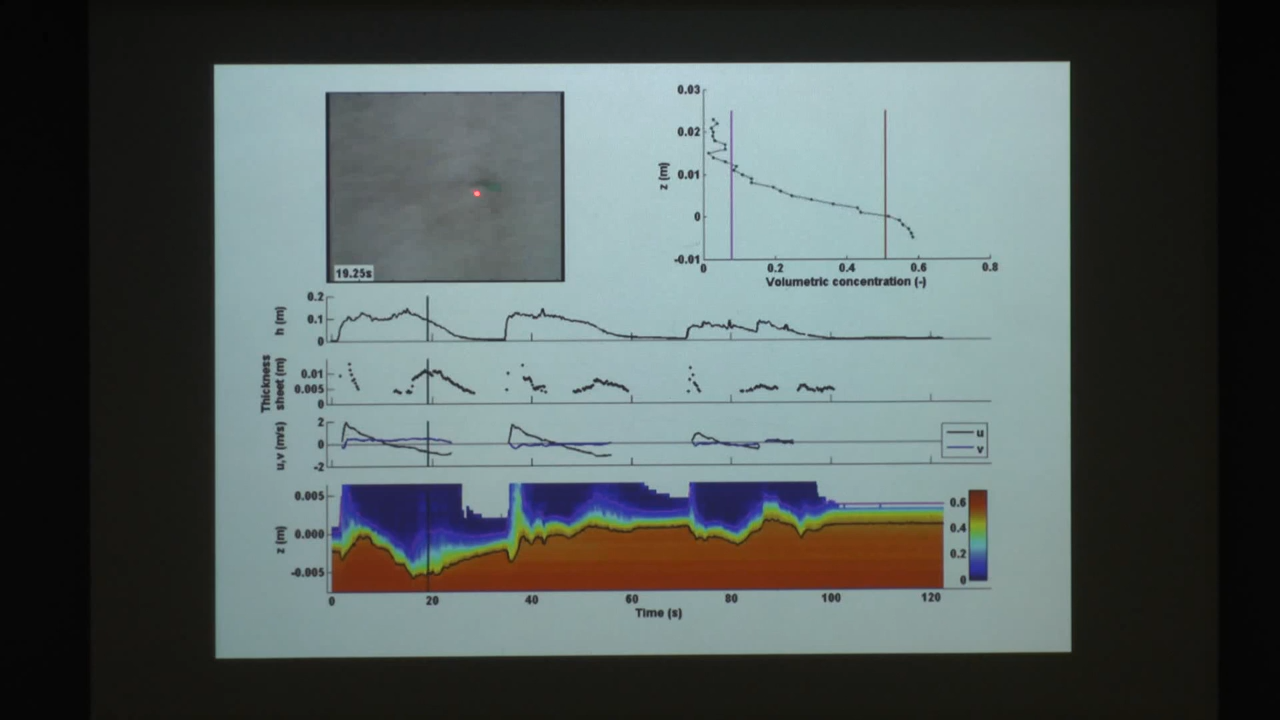 19.25s
0.03
0.02
0.01
0
-0.01
z (m)
0 0.2 0.4 0.6 0.8
Volumetric concentration (-)
0.2
0.1
0
h (m)
0.01
0.005
0
Thickness
sheet (m)
2
0
-2
u,v (m/s)
u
v
0.005
0.000
-0.005
z (m)
0.6
0.4
0.2
0
0 20 40 60 80 100 120
Time (s)